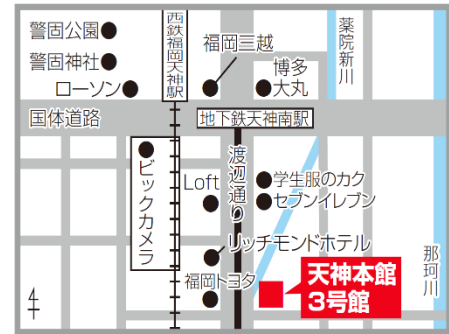 警固公園
警固神社
ローソン
西鉄福岡天神駅
福岡三越
博多
大丸
薬院新川
国体道路
地下鉄天神南駅
ビックカメラ
渡辺通り
Loft
学生服のカク
セブンイレブン
リッチモンドホテル
福岡トヨタ
天神本館
3号館
那珂川
4